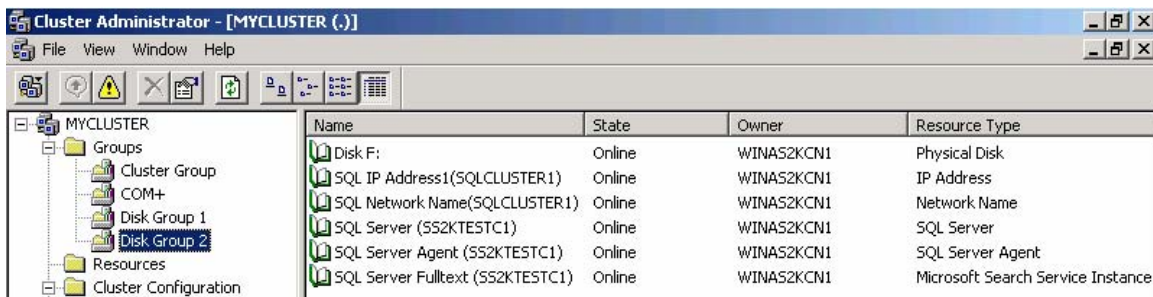 Cluster Administrator - [MYCLUSTER (.)]
File View Window Help
MYCLUSTER
Groups
Cluster Group
COM+
Disk Group 1
Disk Group 2
Resources
Cluster Configuration
Name State Owner Resource Type
Disk F: Online WINAS2KCN1 Physical Disk
SQL IP Address1(SQLCLUSTER1) Online WINAS2KCN1 IP Address
SQL Network Name(SQLCLUSTER1) Online WINAS2KCN1 Network Name
SQL Server (SS2KTESTC1) Online WINAS2KCN1 SQL Server
SQL Server Agent (SS2KTESTC1) Online WINAS2KCN1 SQL Server Agent
SQL Server Fulltext (SS2KTESTC1) Online WINAS2KCN1 Microsoft Search Service Instance